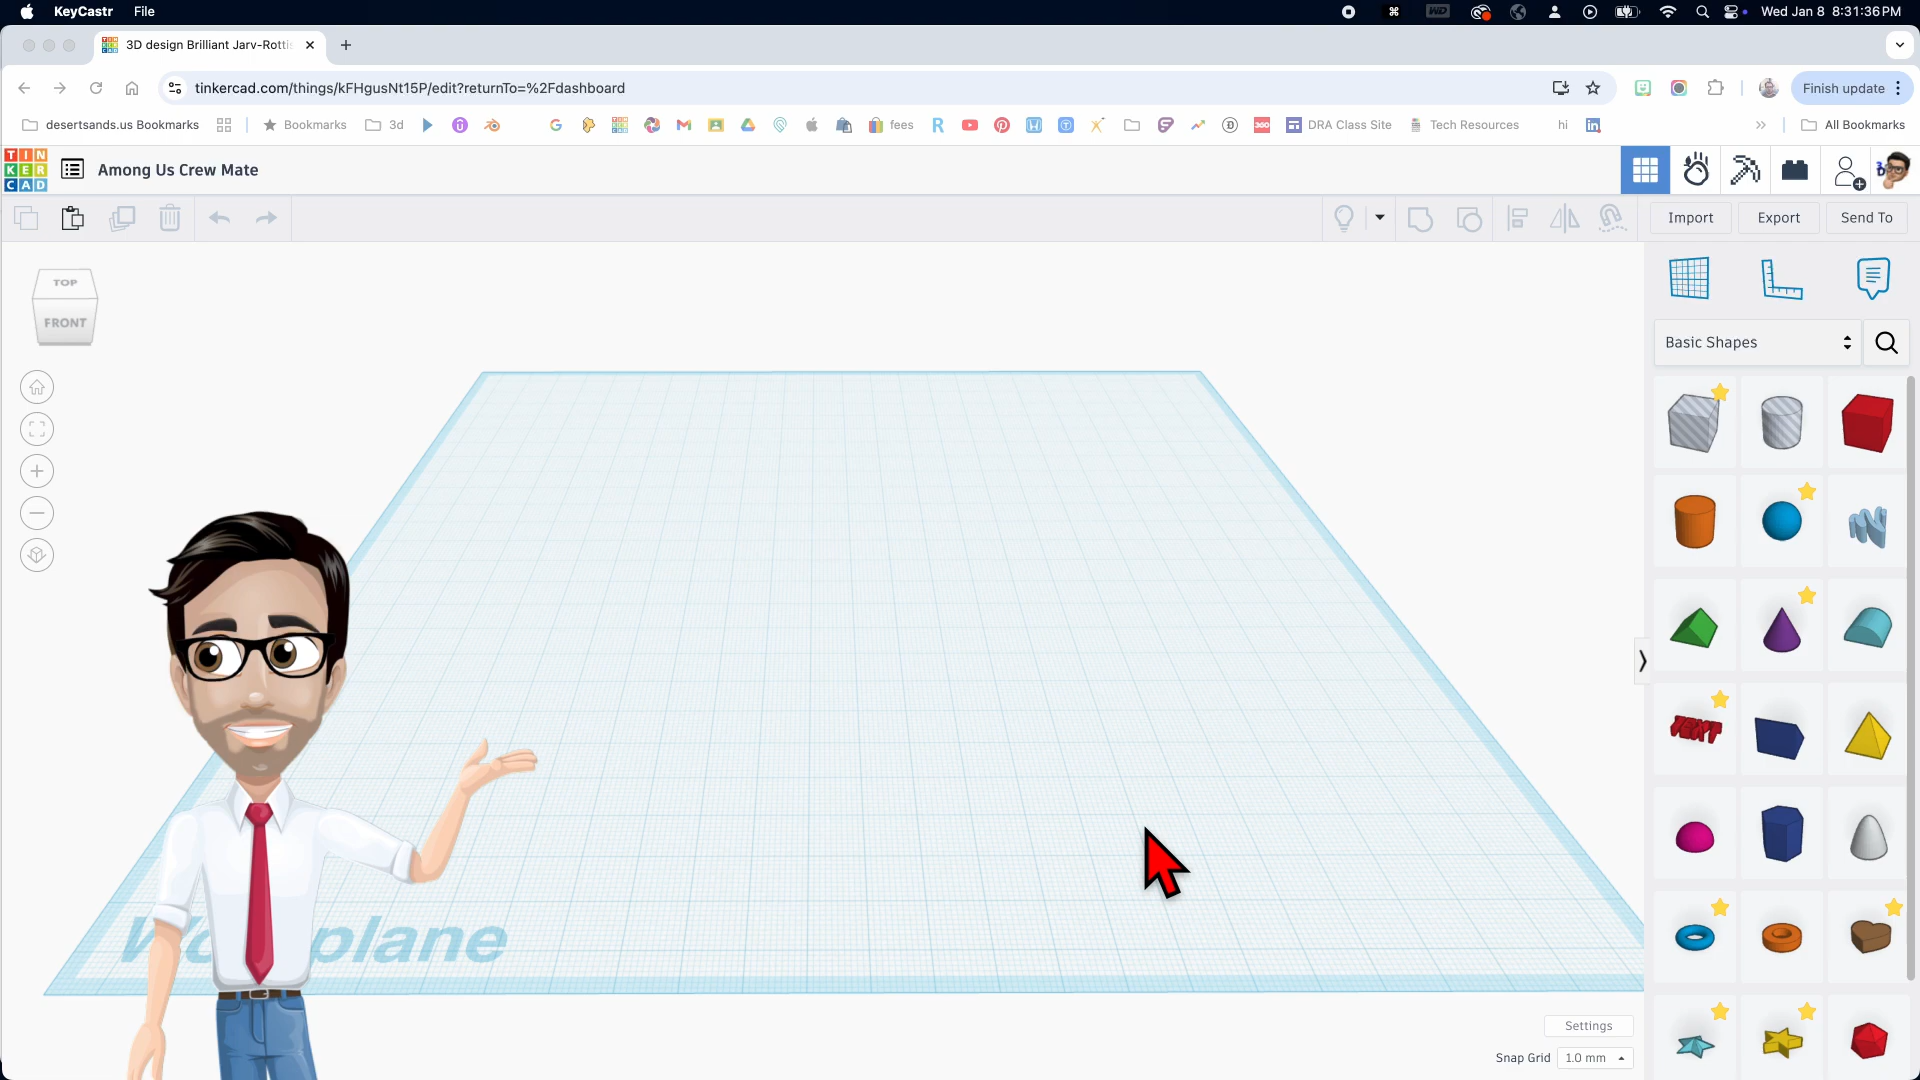 KeyCastr File
Wed Jan 8 8:31:36 PM
3D design Brilliant Jarv-Rotti
tinkercad.com/things/kFHgusNt15P/edit?returnTo=%2Fdashboard
Finish update
desertsands.us Bookmarks
Bookmarks
3d
fees
DRA Class Site
Tech Resources
hi
All Bookmarks
TIN
KER
CAD
Among Us Crew Mate
Import
Export
Send To
TOP
FRONT
Basic Shapes
TEXT
plane
Settings
Snap Grid 1.0 mm